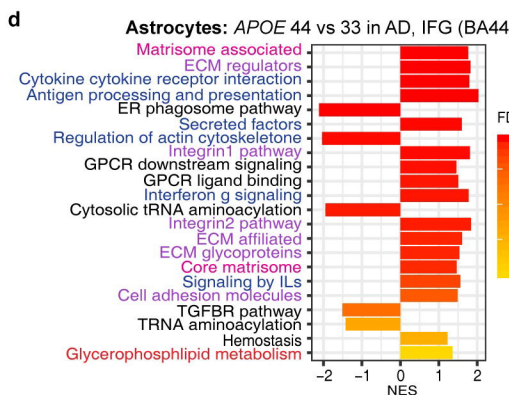 d
Astrocytes: APOE 44 vs 33 in AD, IFG (BA44
Matrisome associated
ECM regulators
Cytokine cytokine receptor interaction
Antigen processing and presentation
ER phagosome pathway
Secreted factors
Regulation of actin cytoskeletone
Integrin1 pathway
GPCR downstream signaling
GPCR ligand binding
Interferon g signaling
Cytosolic tRNA aminoacylation
Integrin2 pathway
ECM affiliated
ECM glycoproteins
Core matrisome
Signaling by ILs
Cell adhesion molecules
TGFBR pathway
TRNA aminoacylation
Hemostasis
Glycerophosphlipid metabolism
−2 −1 0 1 2
NES
FD